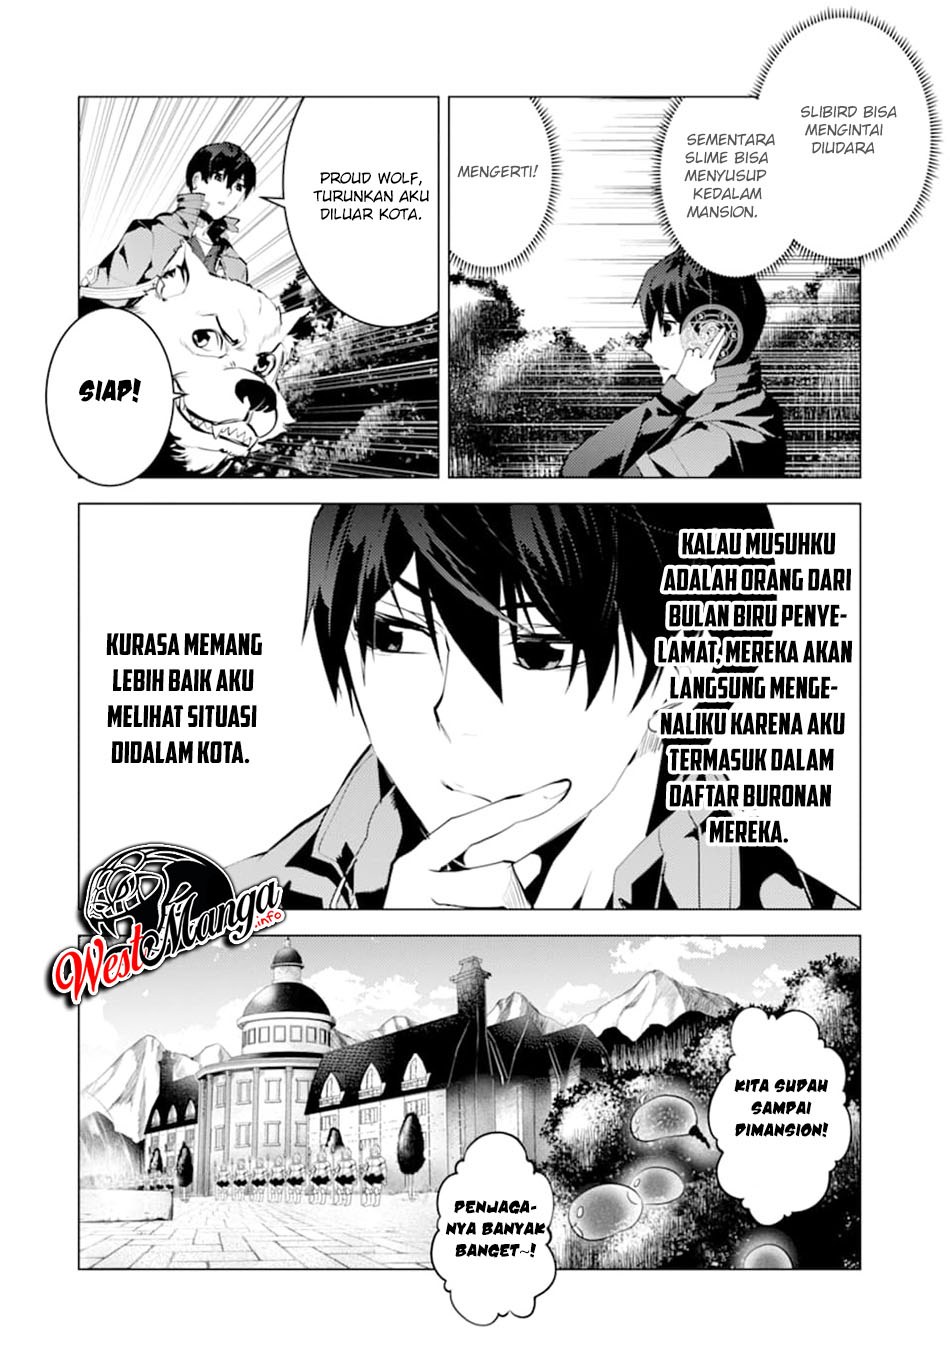 SLIBIRD BISA
MENGINTAI
DIUDARA
SEMENTARA
SLIME BISA
MENYUSUP
KEDALAM
MANSION.
MENGERTI!
PROUD WOLF,
TURUNKAN AKU
DILUAR KOTA.
SIAP!
KALAU MUSUHKU
ADALAH ORANG DARI
BULAN BIRU PENYE-
LAMAT, MEREKA AKAN
LANGSUNG MENGE-
NALIKU KARENA AKU
TERMASUK DALAM
DAFTAR BURONAN
MEREKA.
KURASA MEMANG
LEBIH BAIK AKU
MELIHAT SITUASI
DIDALAM KOTA.
WestManga
.info
KITA SUDAH
SAMPAI
DIMANSION!
PENJAGA-
NYA BANYAK
BANGET~!